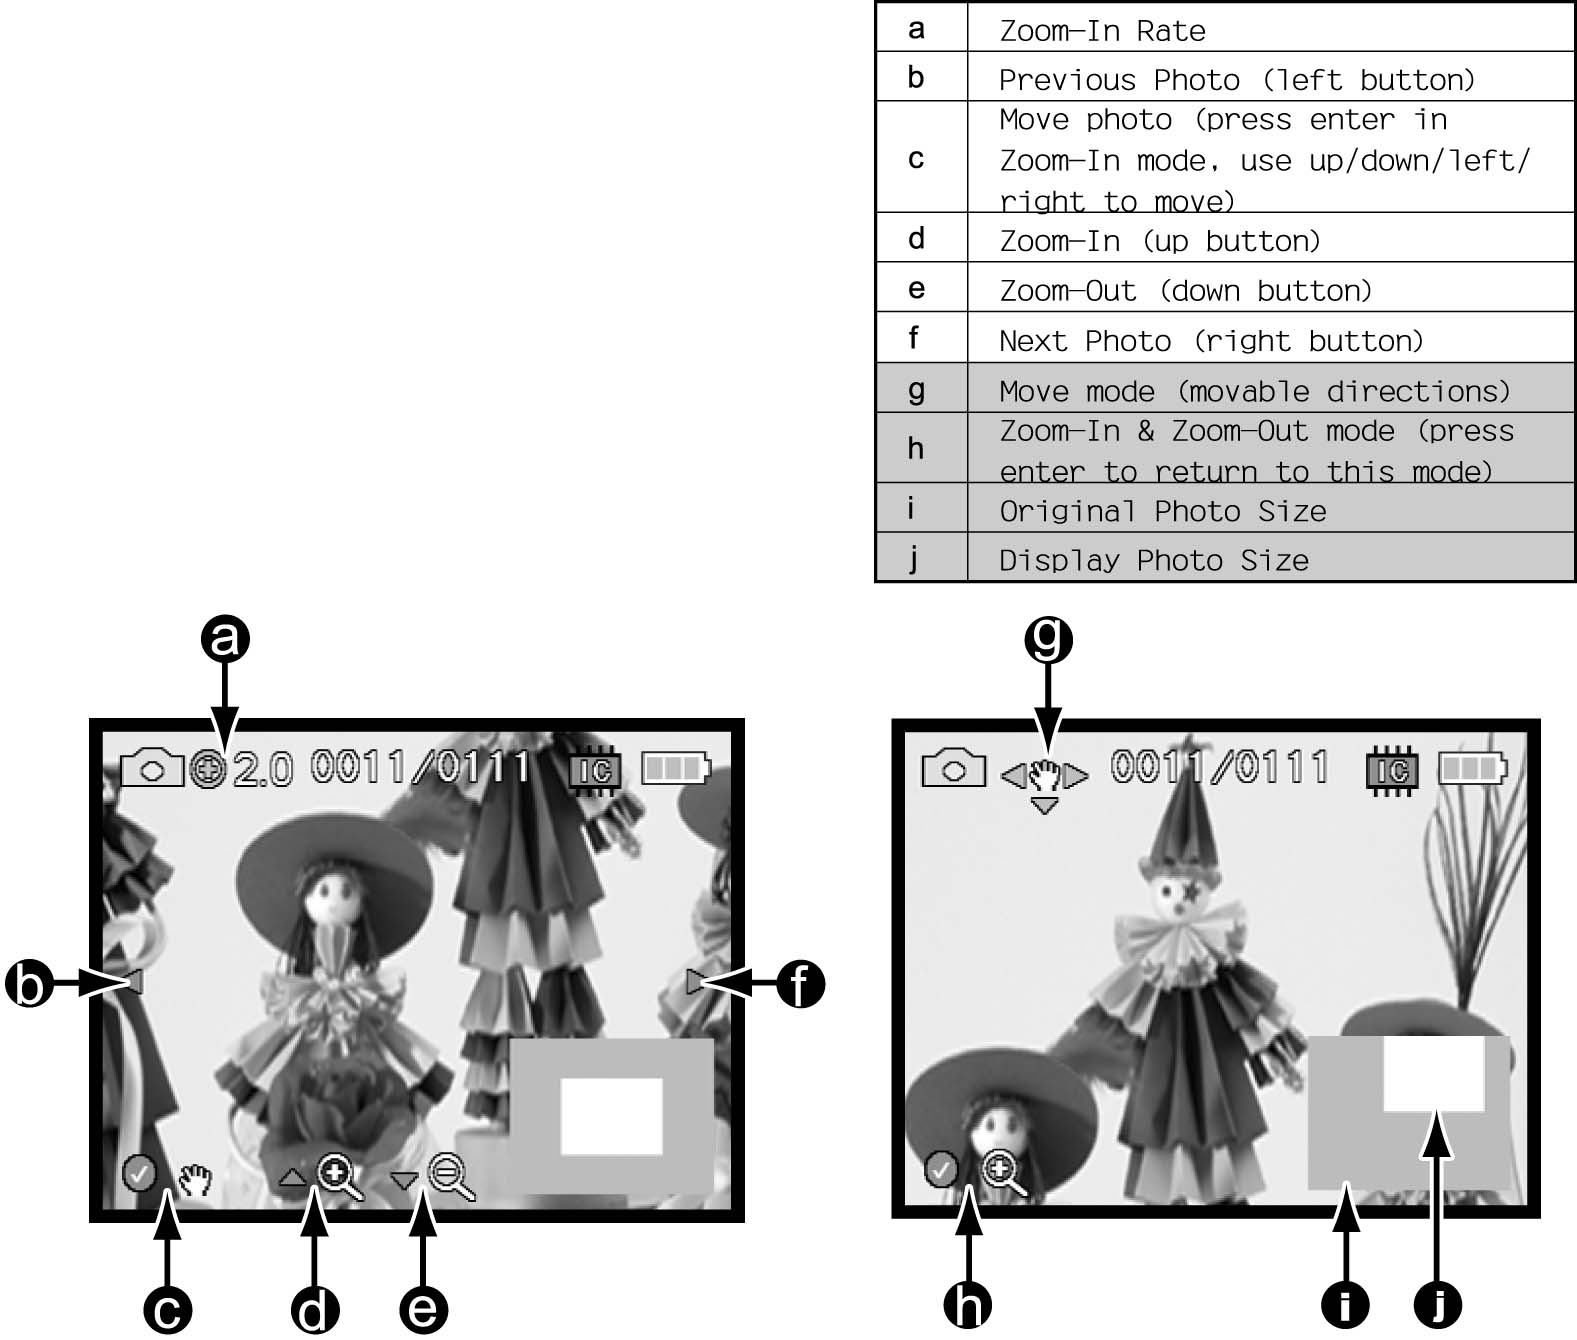 a Zoom-In Rate
b Previous Photo (left button)
c Move photo (press enter in
Zoom-In mode, use up/down/left/
right to move)
d Zoom-In (up button)
e Zoom-Out (down button)
f Next Photo (right button)
g Move mode (movable directions)
h Zoom-In & Zoom-Out mode (press
enter to return to this mode)
i Original Photo Size
j Display Photo Size
a
g
2.0 0011/0111 IC
0011/0111 IC
b
f
c
d
e
h
i
j